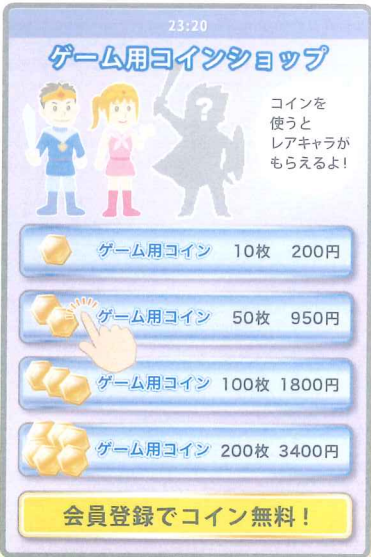 23:20
ゲーム用コインショップ
?
コインを
使うと
レアキャラが
もらえるよ!
ゲーム用コイン 10枚 200円
ゲーム用コイン 50枚 950円
ゲーム用コイン 100枚 1800円
ゲーム用コイン 200枚 3400円
会員登録でコイン無料!